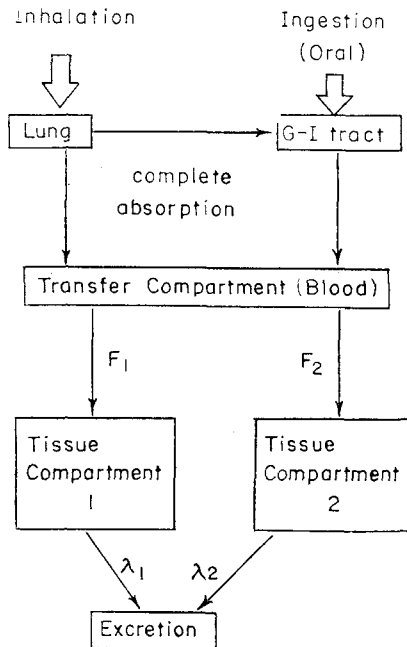 Inhalation
Ingestion
(Oral)
Lung
G-I tract
complete
absorption
Transfer Compartment (Blood)
F1
F2
Tissue
Compartment
1
Tissue
Compartment
2
λ1
λ2
Excretion